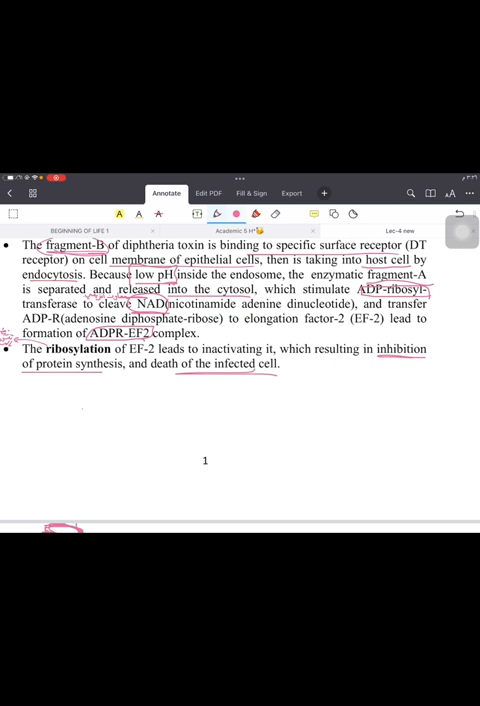 ٣:٢٦ م
Annotate Edit PDF Fill & Sign Export
BEGINNING OF LIFE 1 Academic 5 Lec-4 new
• The fragment-B of diphtheria toxin is binding to specific surface receptor (DT
receptor) on cell membrane of epithelial cells, then is taking into host cell by
endocytosis. Because low pH inside the endosome, the enzymatic fragment-A
is separated and released into the cytosol, which stimulate ADP-ribosyl-
transferase to cleave NAD(nicotinamide adenine dinucleotide), and transfer
ADP-R(adenosine diphosphate-ribose) to elongation factor-2 (EF-2) lead to
formation of ADPR-EF2 complex.
• The ribosylation of EF-2 leads to inactivating it, which resulting in inhibition
of protein synthesis, and death of the infected cell.
1